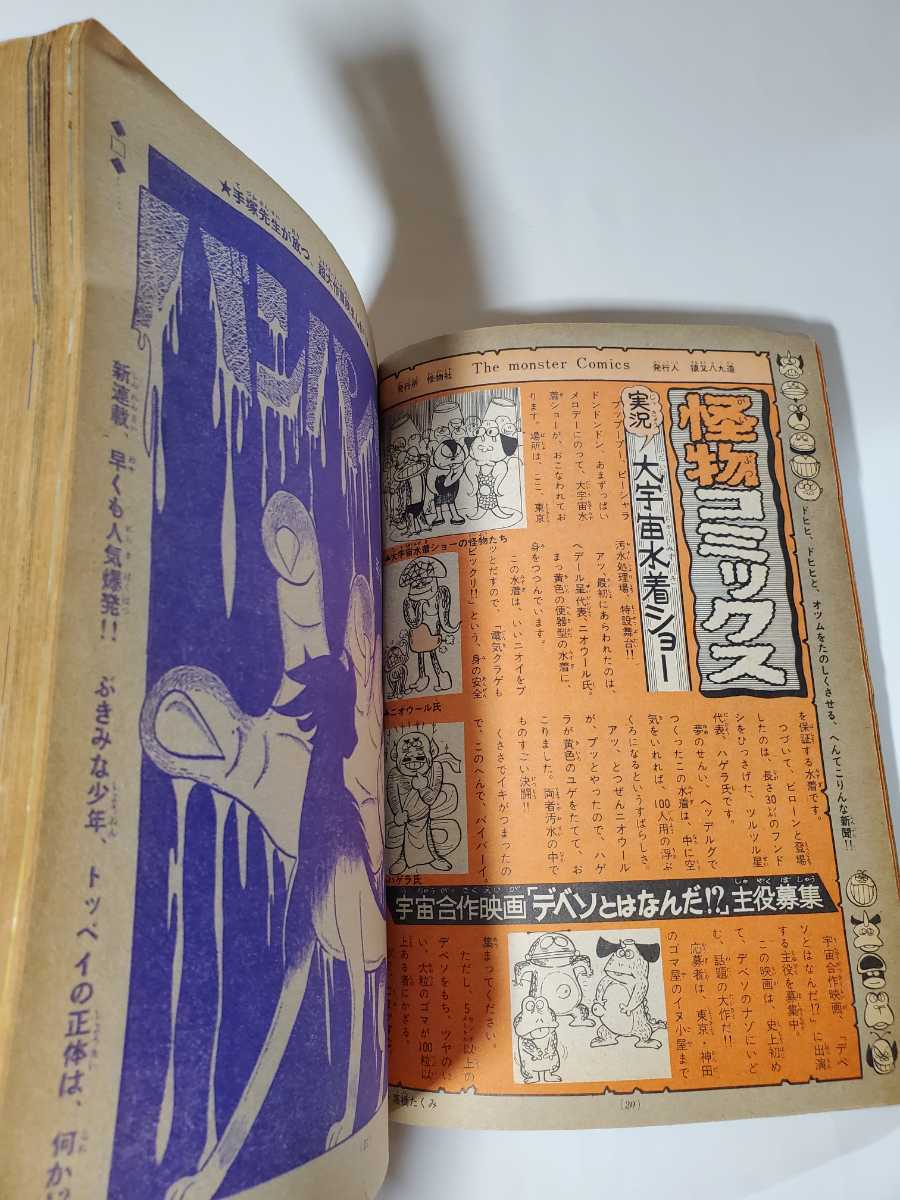 ★手塚先生が放つ
新連載、早くも人気爆発!!
ぶきみな少年、トッペイの正体は、何か!?
発行所 怪物社
The monster Comics
発行人
怪物コミックス
ドヒヒ、ドヒヒと、オツムをたのしくさせる、へんてこりんな新聞!!
実況!
大宇宙水着ショー
プップープー、ピーシャラ
ドンドンドン、あまずっぱい
メロデーにのって、大宇宙水
着ショーが、おこなわれてお
ります。場所は、ここ、東京
汚水処理場、特設舞台!!
アッ、最初にあらわれたのは、
ヘデール星代表、ニオウール氏。
まっ黄色の便器型の水着に、
身をつつんでいます。
この水着は、いいニオイをプ
ッとだすので、「電気クラゲも
ビックリ!!」という、身の安全
を保証する水着です。
つづいて、ピローンと登場
したのは、長さ30㍍のフンド
シをひっさげた、ツルツル星
代表、ハゲラ氏です。
夢のせんい、ヘッデルグで
つくったこの水着は、中に空
気をいれれば、100人用の浮ぶ
くろになるというすばらしさ。
アッ、とつぜんニオウール
が、プッとやったので、ハゲ
ラが黄色のユゲをたてて、お
こりました。両者汚水の中で
ものすごい決闘!!
くささでイキがつまったの
で、このへんで、バイバーイ。
▲大宇宙水着ショーの怪物たち
▲ニオウール氏
▲ハゲラ氏
宇宙合作映画「デベソとはなんだ!?」主役募集
宇宙合作映画、「デベ
ソとはなんだ!?」に出演
する主役を募集中
この映画は、史上初め
て、デベソのナゾにいど
む、話題の大作だ!!
応募者は、東京・神田
のゴマ屋のイヌ小屋まで
集まってください。
ただし、5㌢以上の
デベソをもち、ツヤのい
い、大粒のゴマが100粒以
上ある者にかぎる。
高橋たくみ
(29)